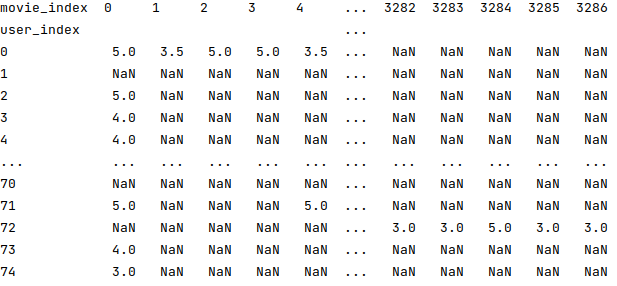 movie_index 0 1 2 3 4 ... 3282 3283 3284 3285 3286
user_index ...
0 5.0 3.5 5.0 5.0 3.5 ... NaN NaN NaN NaN NaN
1 NaN NaN NaN NaN NaN ... NaN NaN NaN NaN NaN
2 5.0 NaN NaN NaN NaN ... NaN NaN NaN NaN NaN
3 4.0 NaN NaN NaN NaN ... NaN NaN NaN NaN NaN
4 4.0 NaN NaN NaN NaN ... NaN NaN NaN NaN NaN
... ... ... ... ... ... ... ... ... ... ... ...
70 NaN NaN NaN NaN NaN ... NaN NaN NaN NaN NaN
71 5.0 NaN NaN NaN 5.0 ... NaN NaN NaN NaN NaN
72 NaN NaN NaN NaN NaN ... 3.0 3.0 5.0 3.0 3.0
73 4.0 NaN NaN NaN NaN ... NaN NaN NaN NaN NaN
74 3.0 NaN NaN NaN NaN ... NaN NaN NaN NaN NaN